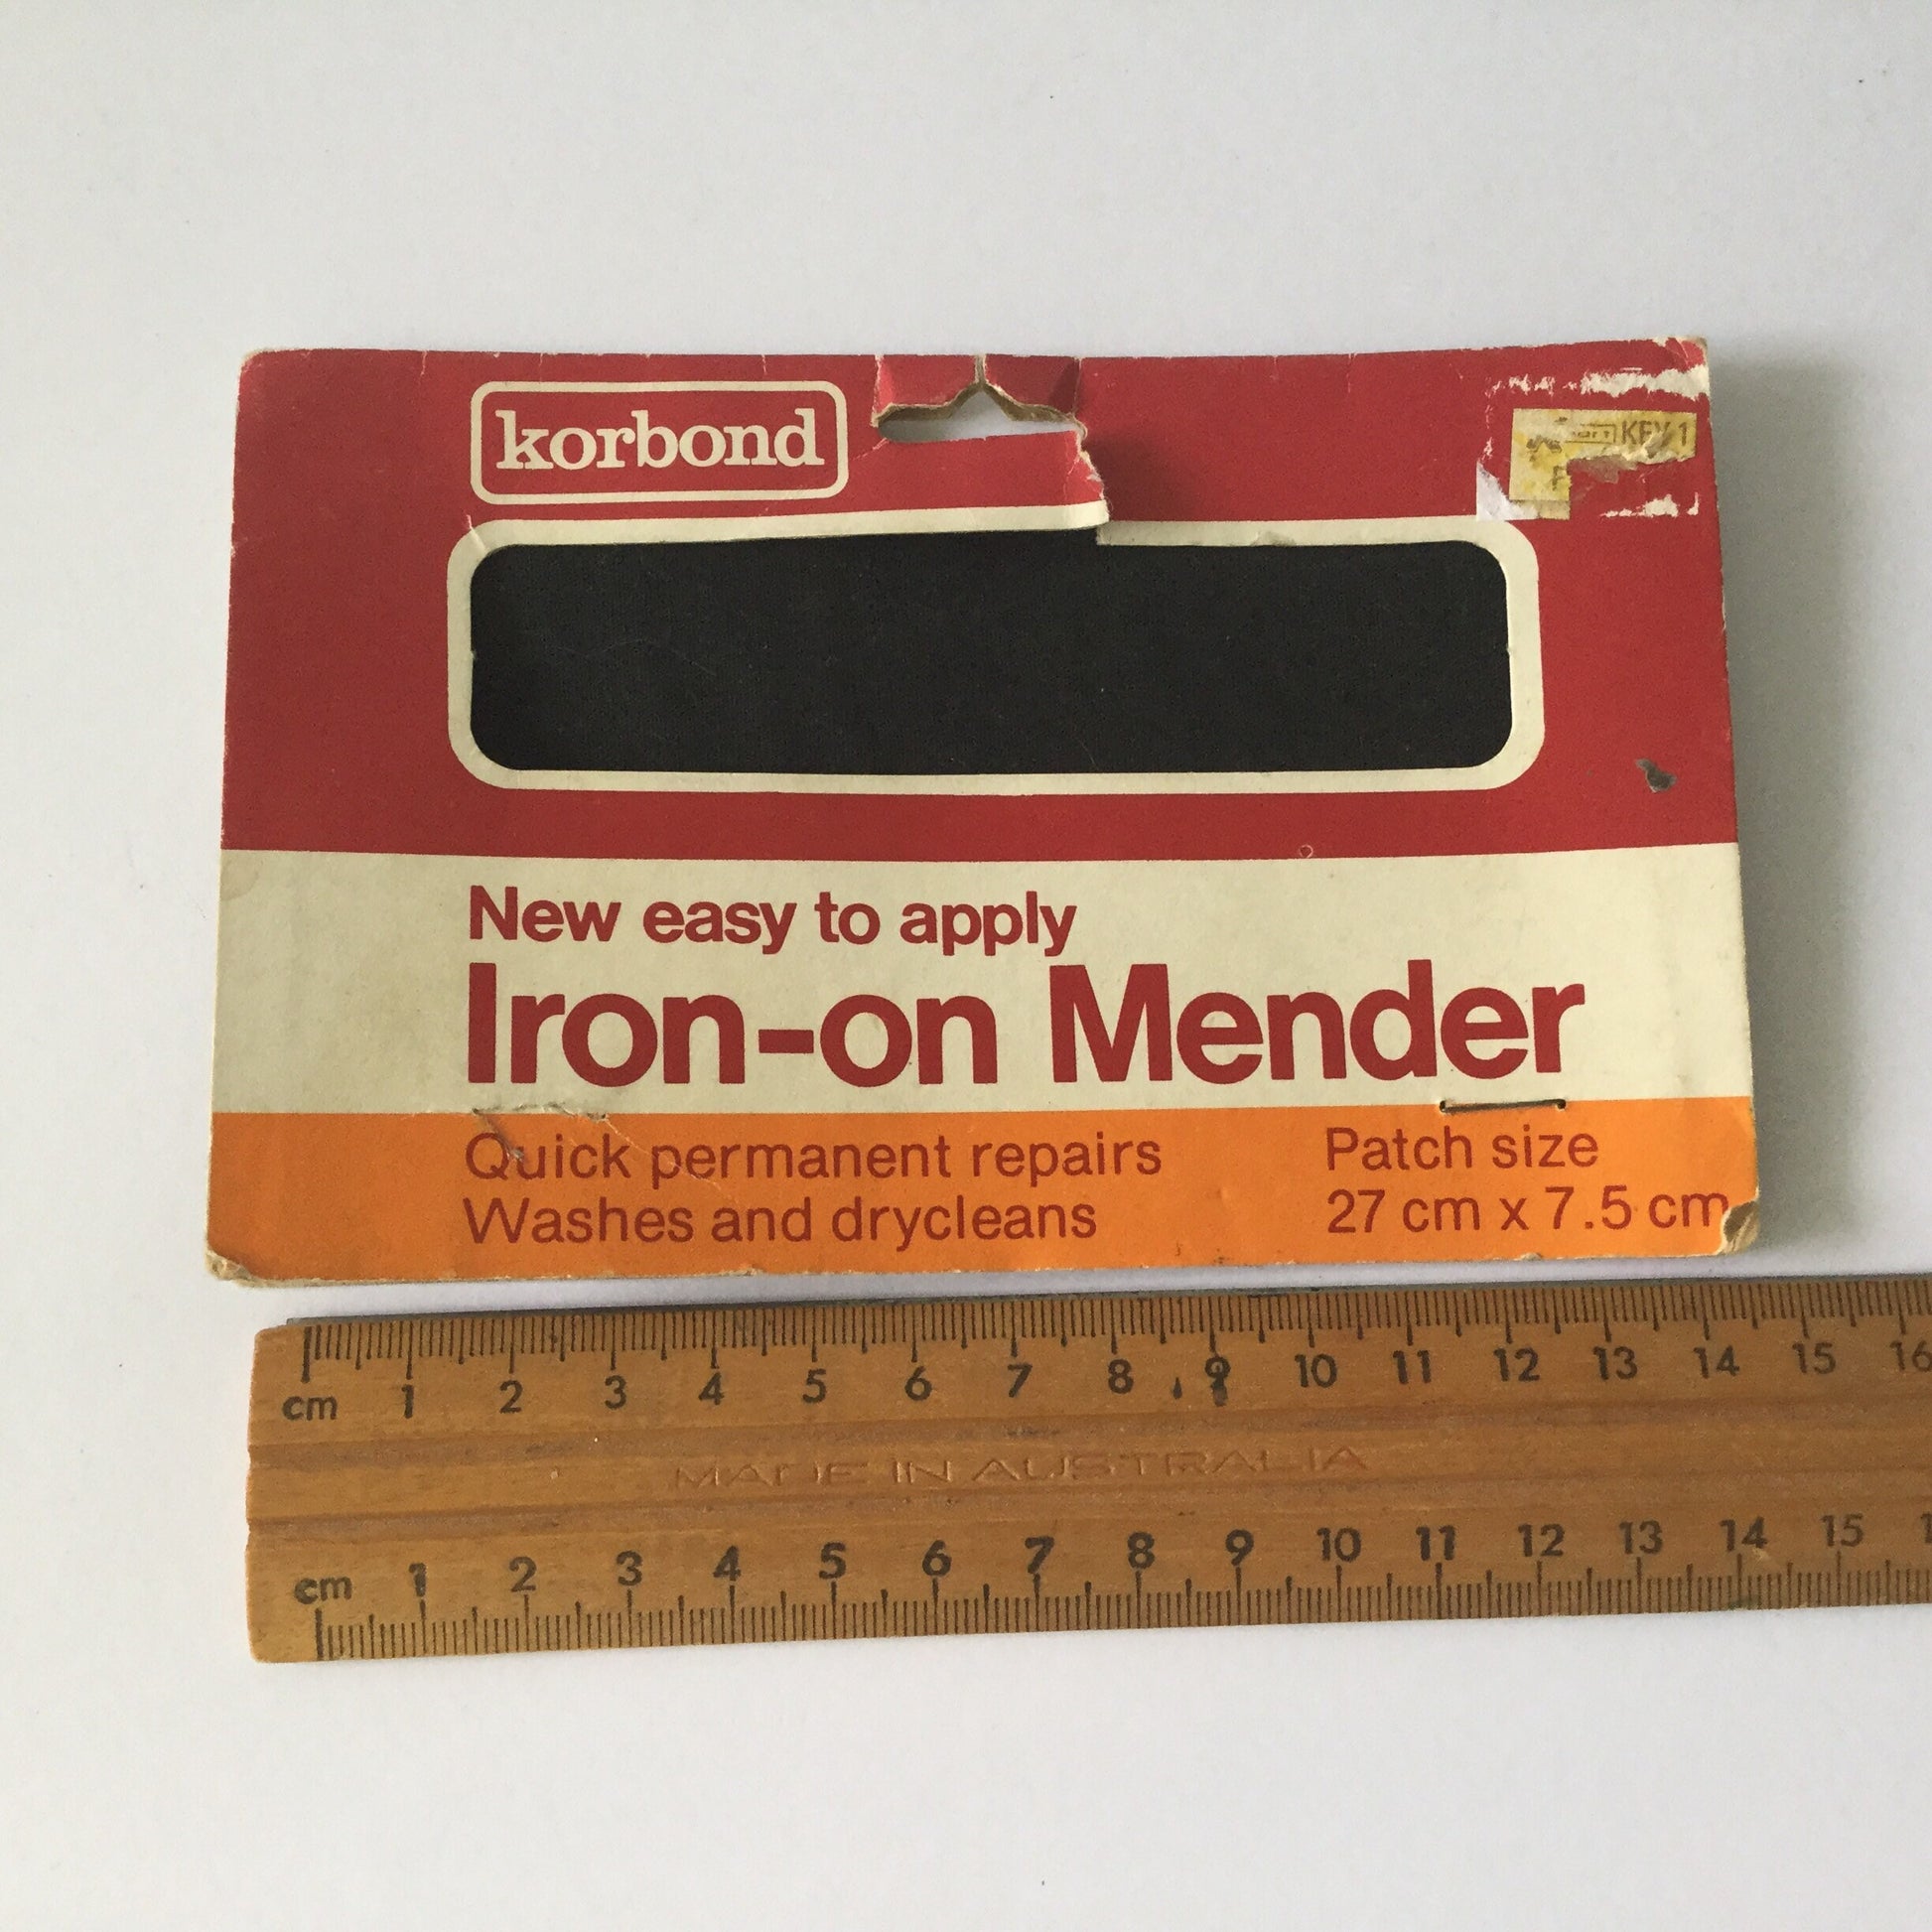 korbond
KEY 1
New easy to apply
Iron-on Mender
Quick permanent repairs
Washes and drycleans
Patch size
27 cm x 7.5 cm
cm 1 2 3 4 5 6 7 8 9 10 11 12 13 14 15 16
MADE IN AUSTRALIA
cm 1 2 3 4 5 6 7 8 9 10 11 12 13 14 15